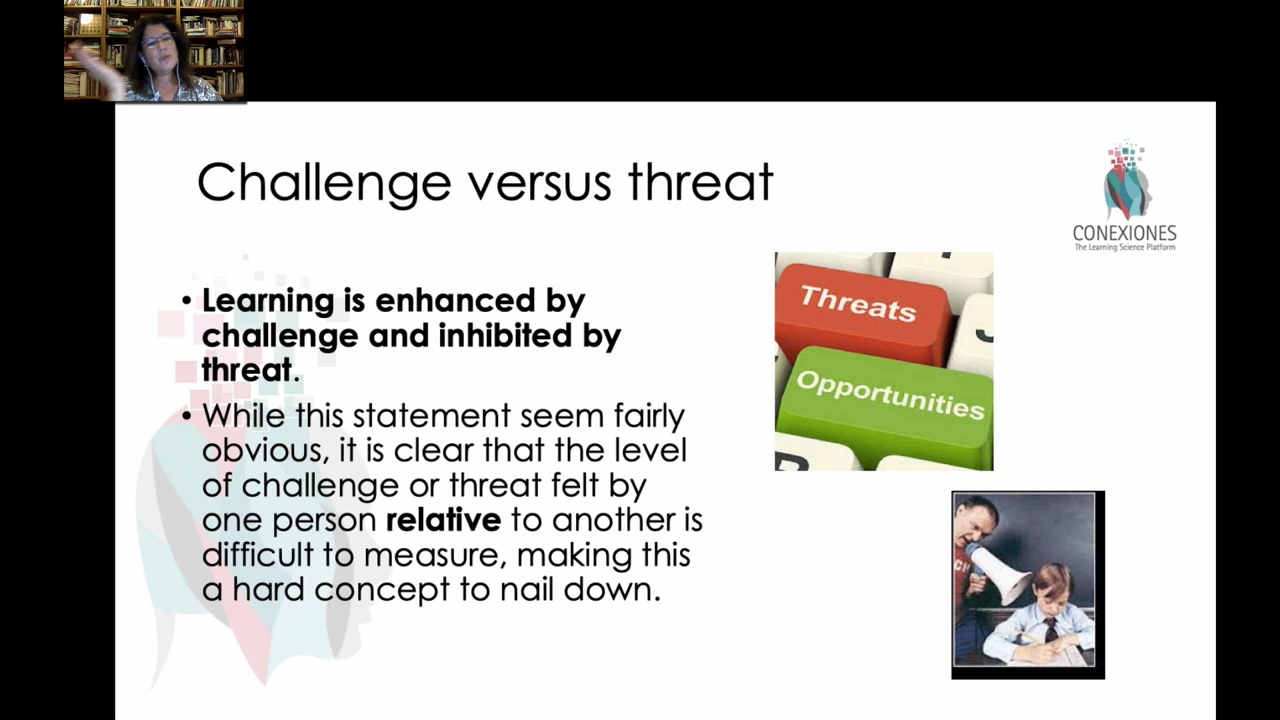 Challenge versus threat
CONEXIONES
The Learning Science Platform
• Learning is enhanced by
challenge and inhibited by
threat.
• While this statement seem fairly
obvious, it is clear that the level
of challenge or threat felt by
one person relative to another is
difficult to measure, making this
a hard concept to nail down.
Threats
Opportunities